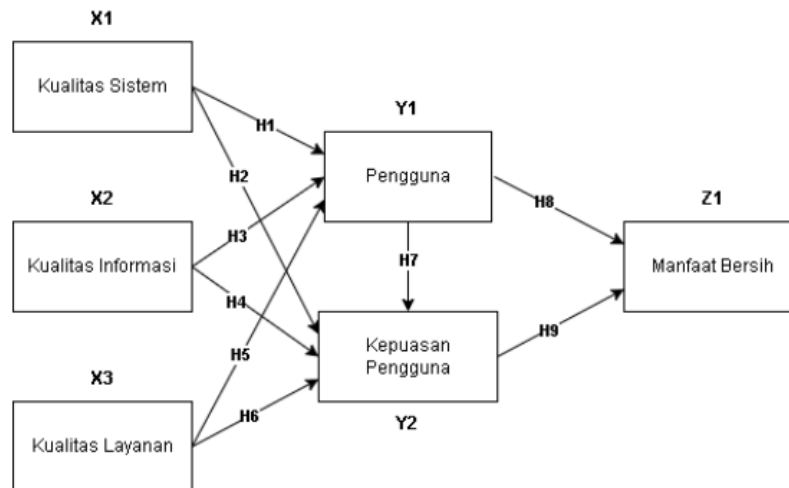 X1
Kualitas Sistem
H1
Y1
Pengguna
H2
X2
Kualitas Informasi
H3
H4
H7
H8
Z1
Manfaat Bersih
H5
Kepuasan
Pengguna
H9
X3
Kualitas Layanan
H6
Y2